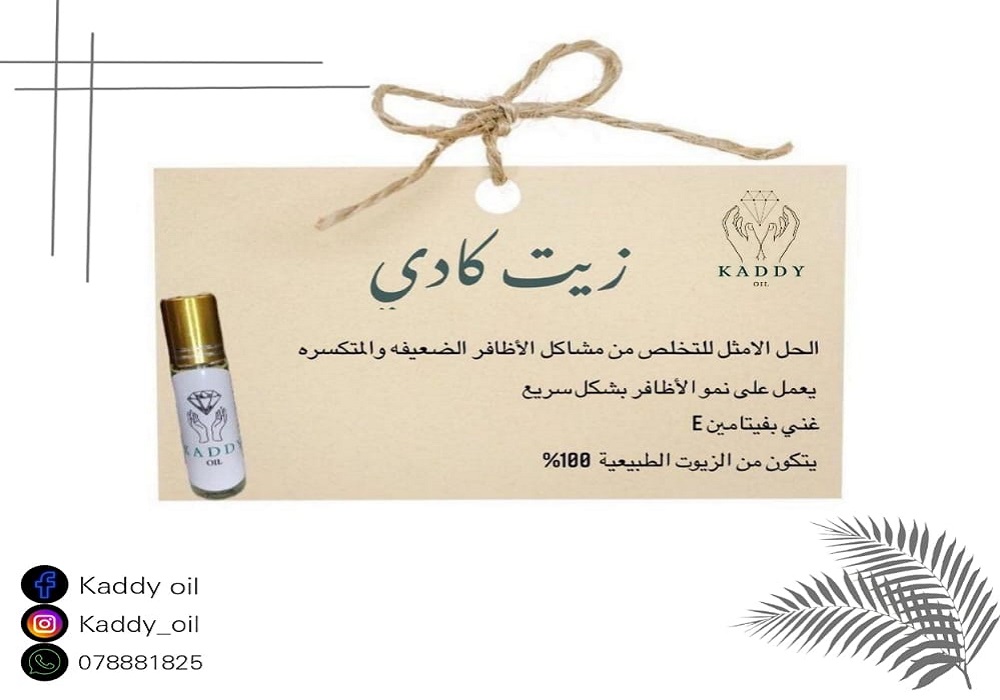 KADDY
OIL
زيت كادي
الحل الامثل للتخلص من مشاكل الأظافر الضعيفه والمتكسره
يعمل على نمو الأظافر بشكل سريع
غني بفيتامين E
يتكون من الزيوت الطبيعية 100%
KADDY
OIL
Kaddy oil
Kaddy_oil
078881825